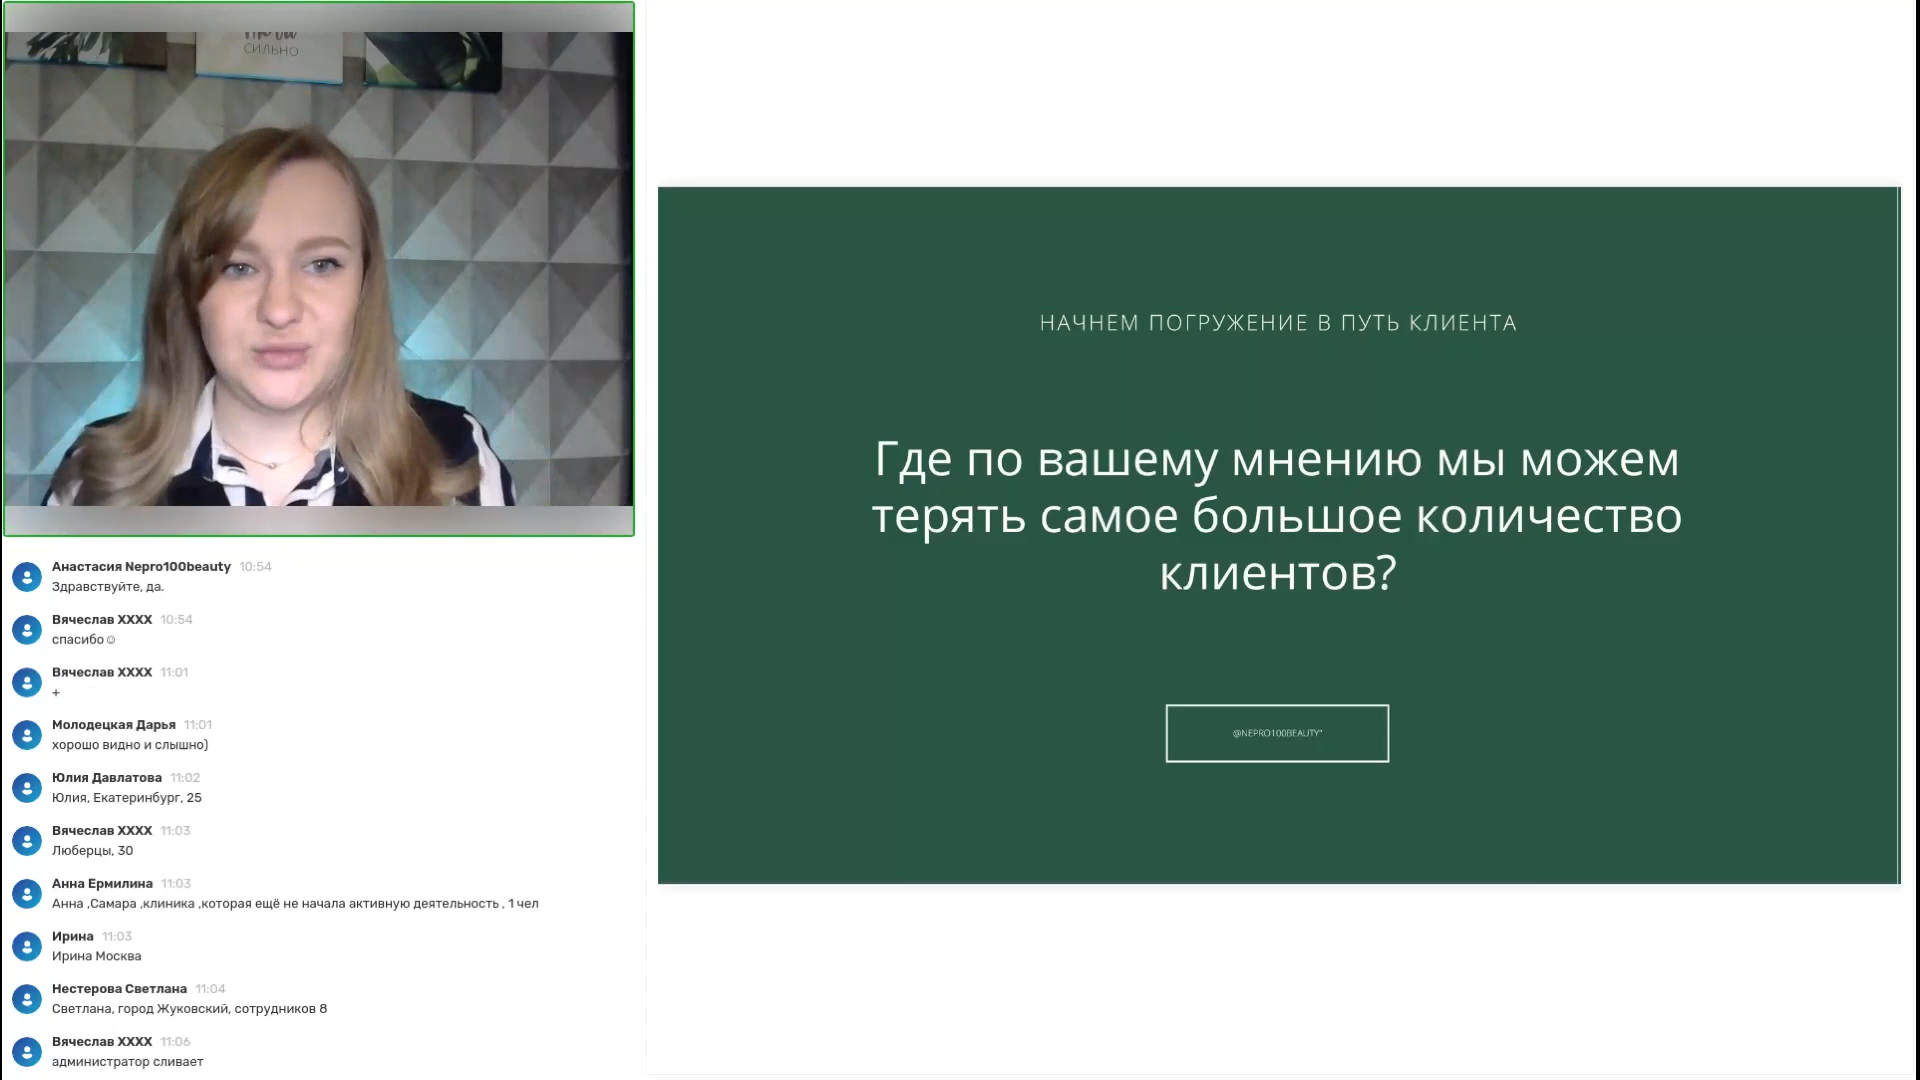 СИЛЬНО
Анастасия Nepro100beauty 10:54
Здравствуйте, да.
Вячеслав XXXX 10:54
спасибо☺
Вячеслав XXXX 11:01
+
Молодецкая Дарья 11:01
хорошо видно и слышно)
Юлия Давлатова 11:02
Юлия, Екатеринбург, 25
Вячеслав XXXX 11:03
Люберцы, 30
Анна Ермилина 11:03
Анна ,Самара ,клиника ,которая ещё не начала активную деятельность , 1 чел
Ирина 11:03
Ирина Москва
Нестерова Светлана 11:04
Светлана, город Жуковский, сотрудников 8
Вячеслав XXXX 11:06
администратор сливает
НАЧНЕМ ПОГРУЖЕНИЕ В ПУТЬ КЛИЕНТА
Где по вашему мнению мы можем
терять самое большое количество
клиентов?
@NEPRO100BEAUTY"